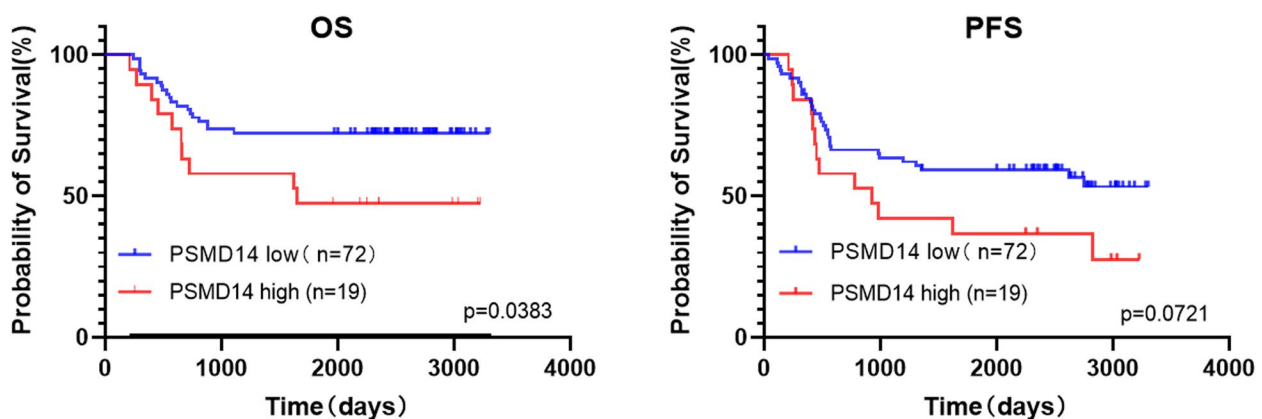 OS
Probability of Survival(%)
100
50
0
PSMD14 low( n=72)
PSMD14 high (n=19)
p=0.0383
0 1000 2000 3000 4000
Time(days)
PFS
Probability of Survival(%)
100
50
0
PSMD14 low( n=72)
PSMD14 high (n=19)
p=0.0721
0 1000 2000 3000 4000
Time(days)